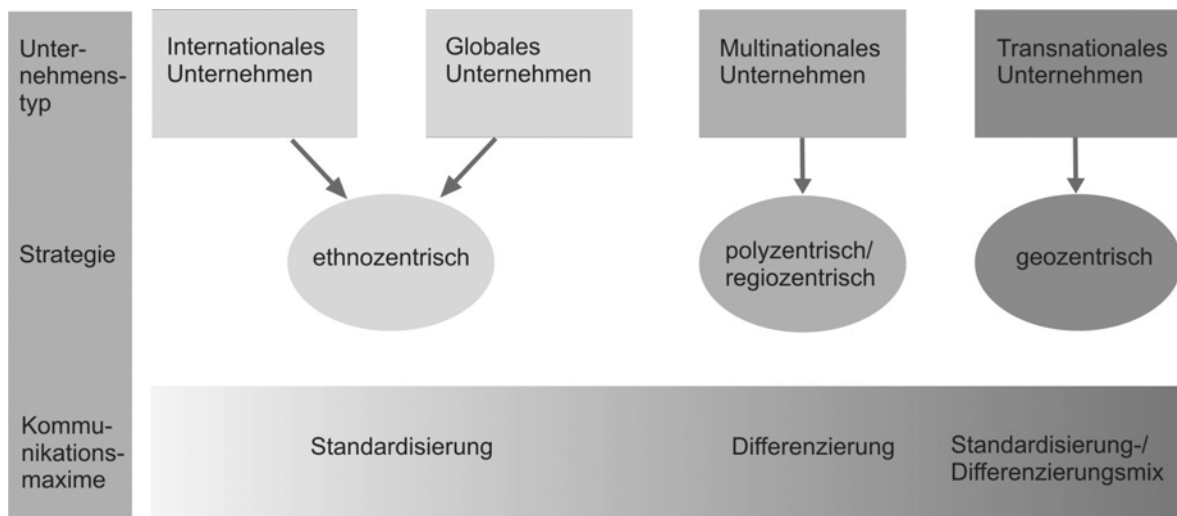 Unter-
nehmens-
typ
Internationales
Unternehmen
Globales
Unternehmen
Multinationales
Unternehmen
Transnationales
Unternehmen
Strategie
ethnozentrisch
polyzentrisch/
regiozentrisch
geozentrisch
Kommu-
nikations-
maxime
Standardisierung
Differenzierung
Standardisierung-/
Differenzierungsmix